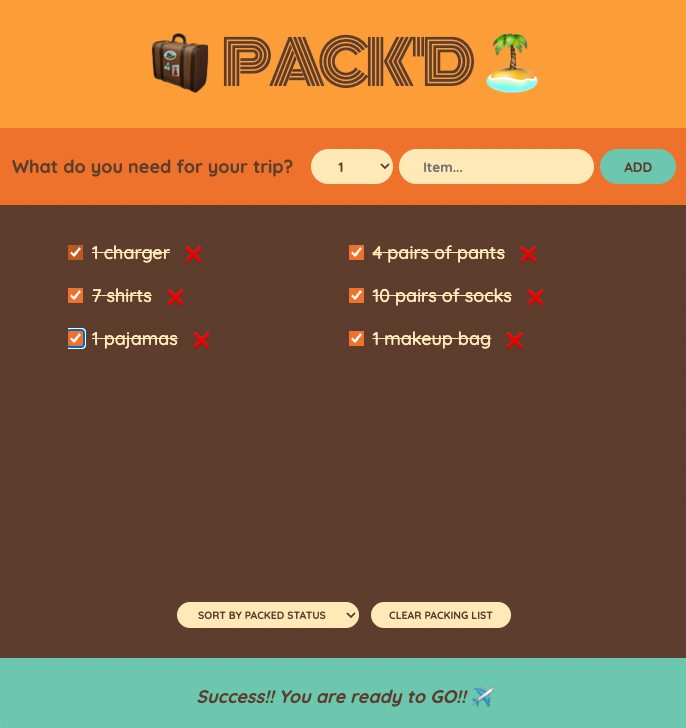 PACK'D
What do you need for your trip? 1 Item... ADD
1 charger 4 pairs of pants
7 shirts 10 pairs of socks
1 pajamas 1 makeup bag
SORT BY PACKED STATUS CLEAR PACKING LIST
Success!! You are ready to GO!! ✈️